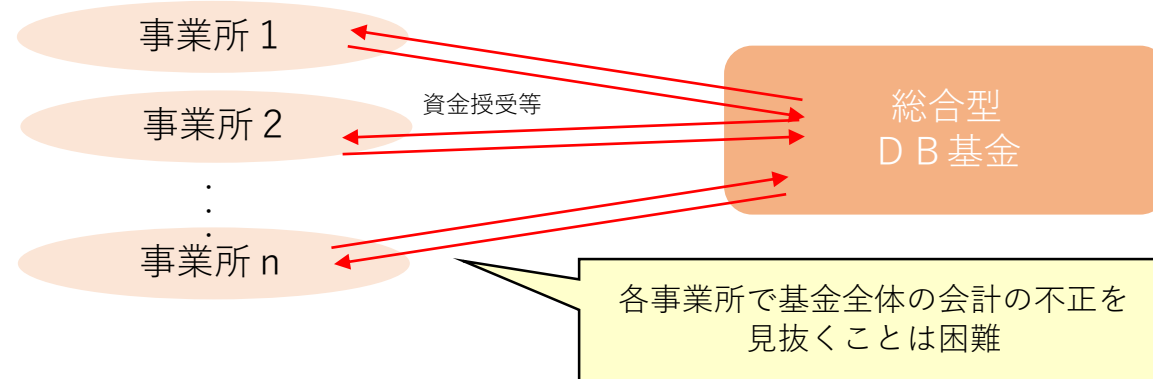 事業所１
資金授受等
事業所２
・
・
・
事業所ｎ
総合型
ＤＢ基金
各事業所で基金全体の会計の不正を
見抜くことは困難